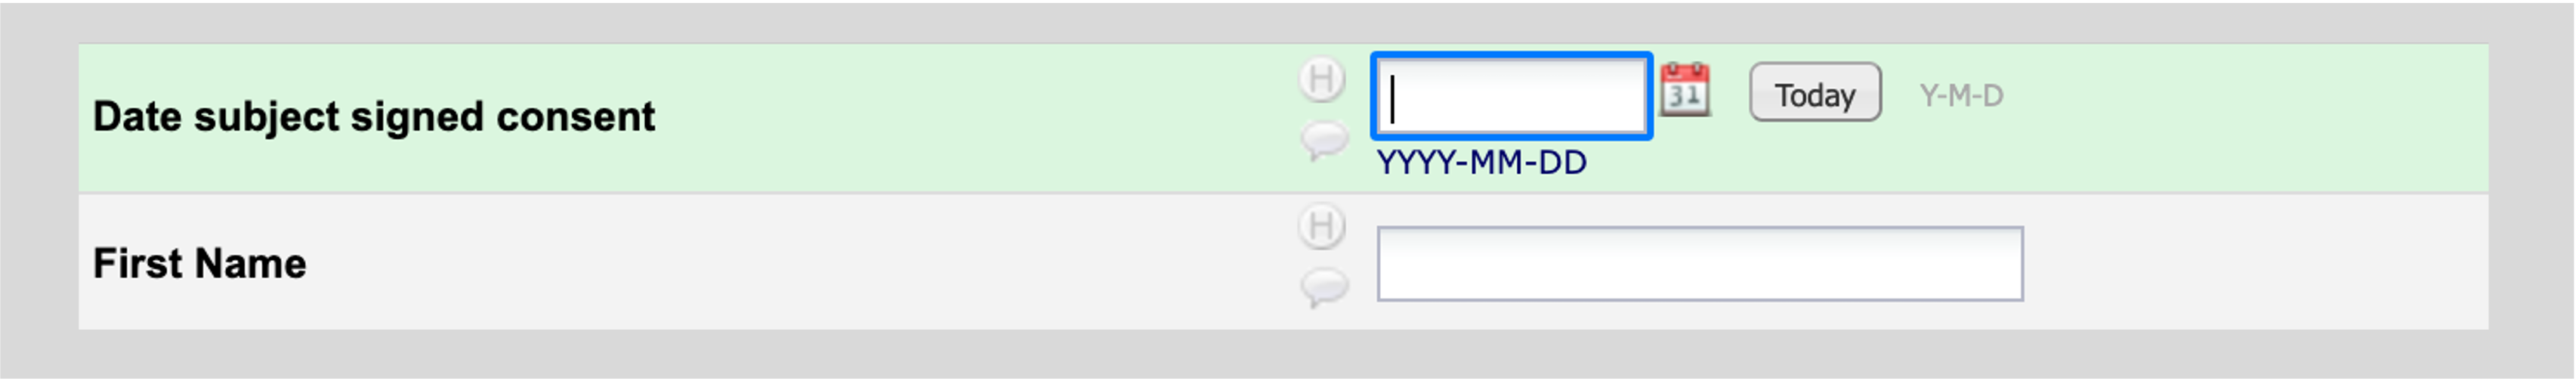 Date subject signed consent H 31 Today Y-M-D
YYYY-MM-DD
First Name H